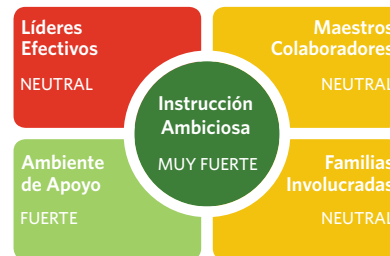 Líderes
Efectivos
NEUTRAL
Maestros
Colaboradores
NEUTRAL
Instrucción
Ambiciosa
MUY FUERTE
Ambiente
de Apoyo
FUERTE
Familias
Involucradas
NEUTRAL